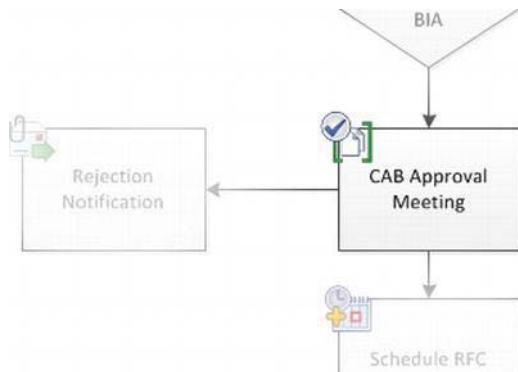 BIA
Rejection
Notification
CAB Approval
Meeting
Schedule RFC